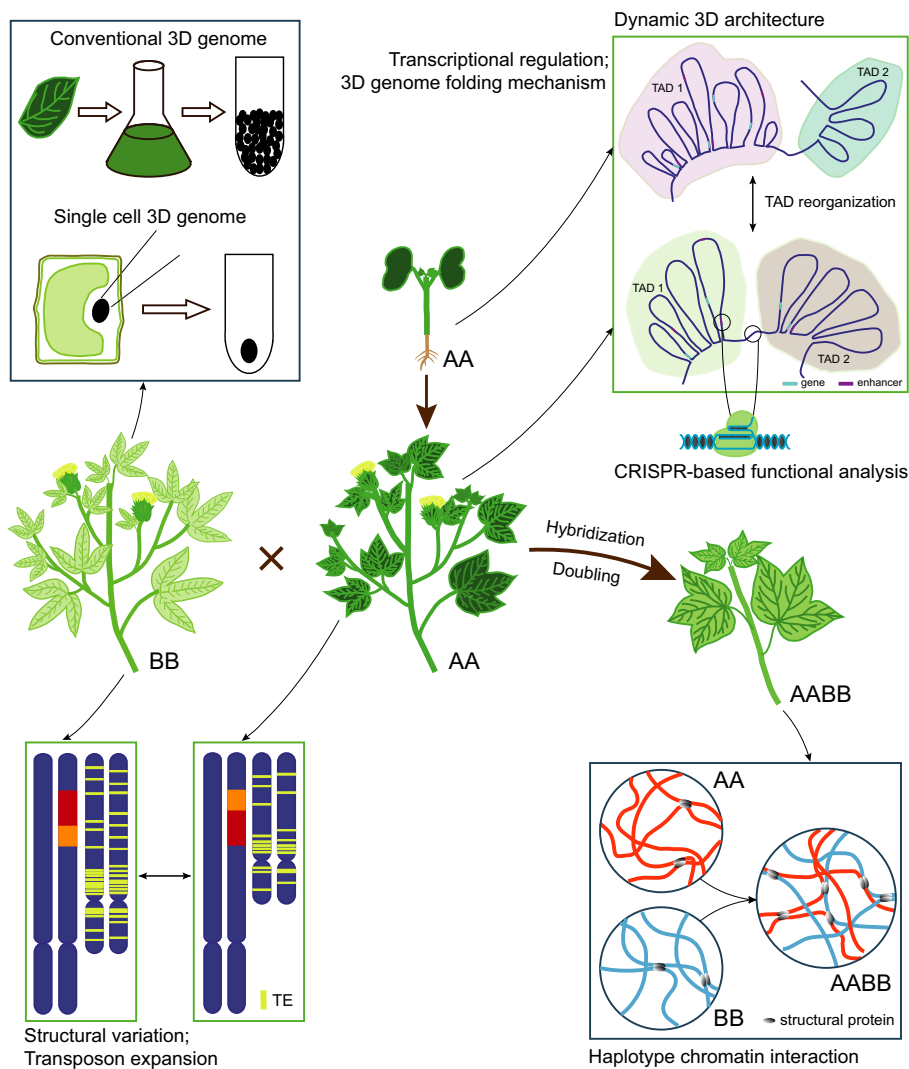 Conventional 3D genome
Single cell 3D genome
Transcriptional regulation;
3D genome folding mechanism
Dynamic 3D architecture
TAD 1
TAD 2
TAD reorganization
TAD 1
TAD 2
gene
enhancer
CRISPR-based functional analysis
AA
BB
×
AA
Hybridization
Doubling
AABB
TE
Structural variation;
Transposon expansion
AA
BB
AABB
structural protein
Haplotype chromatin interaction